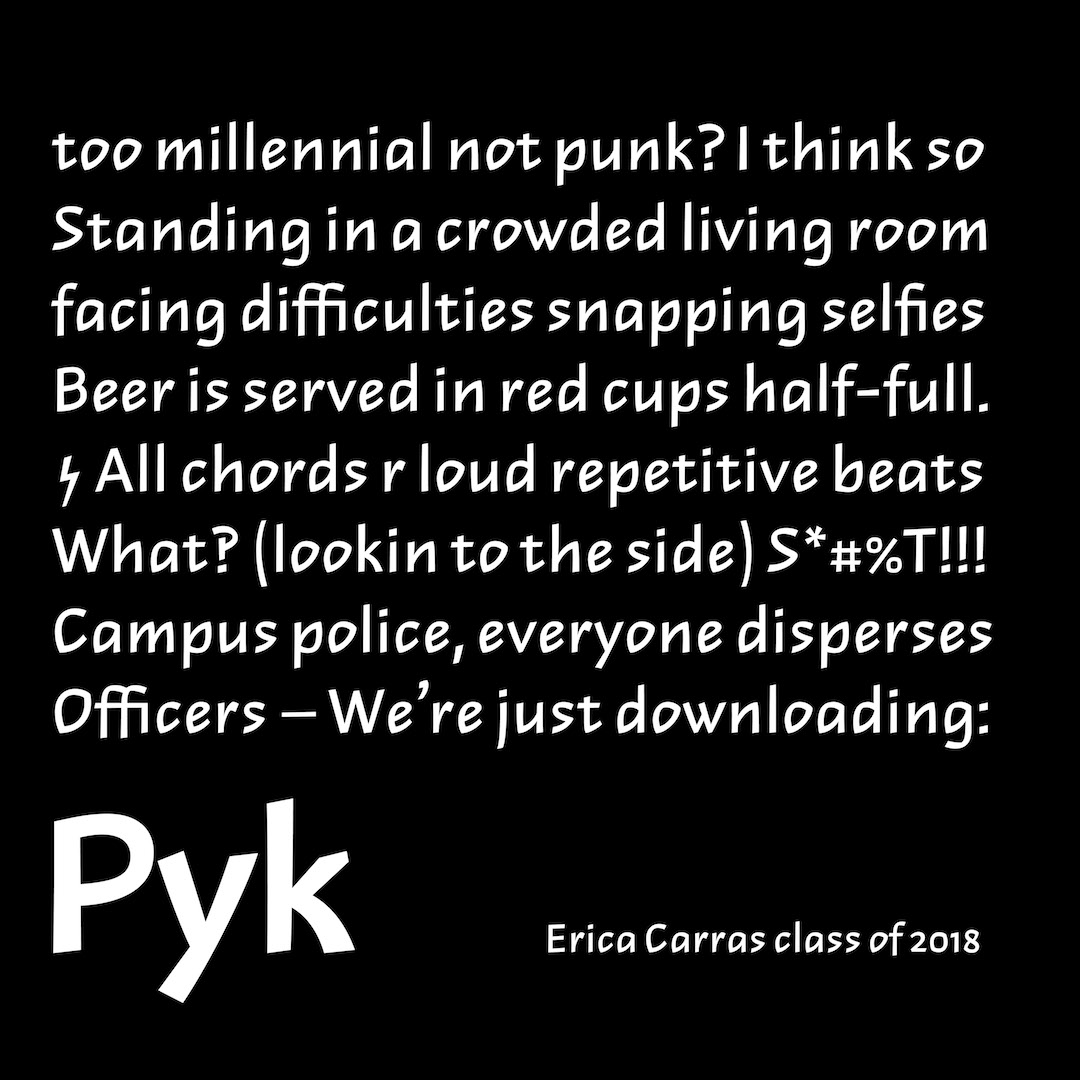 too millennial not punk? I think so
Standing in a crowded living room
facing difficulties snapping selfies
Beer is served in red cups half-full.
⚡ All chords r loud repetitive beats
What? (lookin to the side) S*#%T!!!
Campus police, everyone disperses
Officers – We’re just downloading:
Pyk
Erica Carras class of 2018